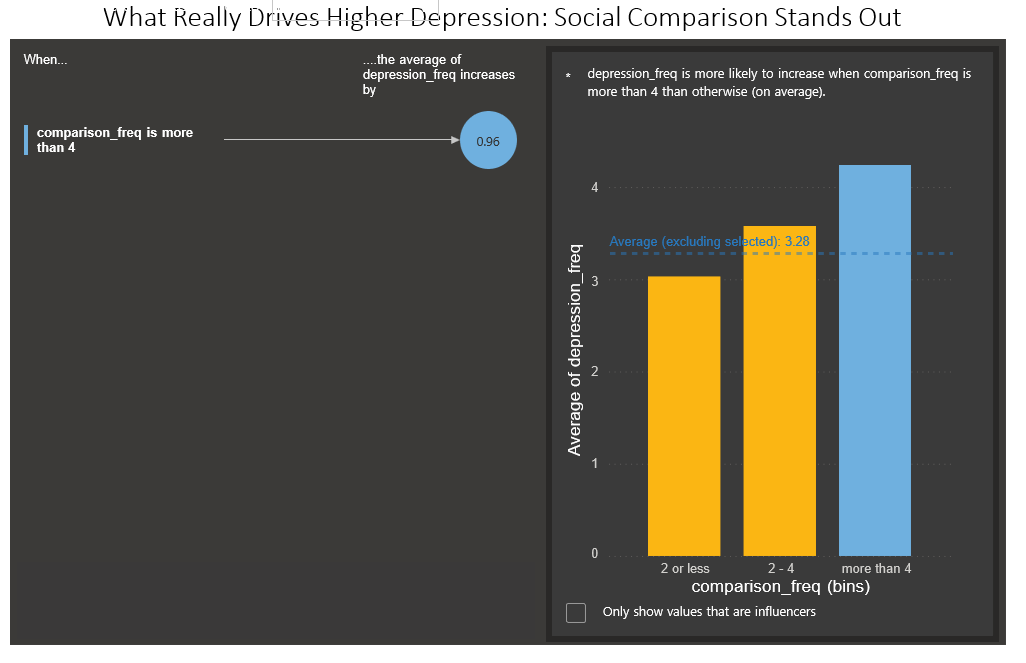 What Really Drives Higher Depression: Social Comparison Stands Out
When...
....the average of
depression_freq increases
by
comparison_freq is more
than 4
0.96
* depression_freq is more likely to increase when comparison_freq is
more than 4 than otherwise (on average).
Average of depression_freq
4
3
2
1
0
Average (excluding selected): 3.28
2 or less
2 - 4
more than 4
comparison_freq (bins)
Only show values that are influencers